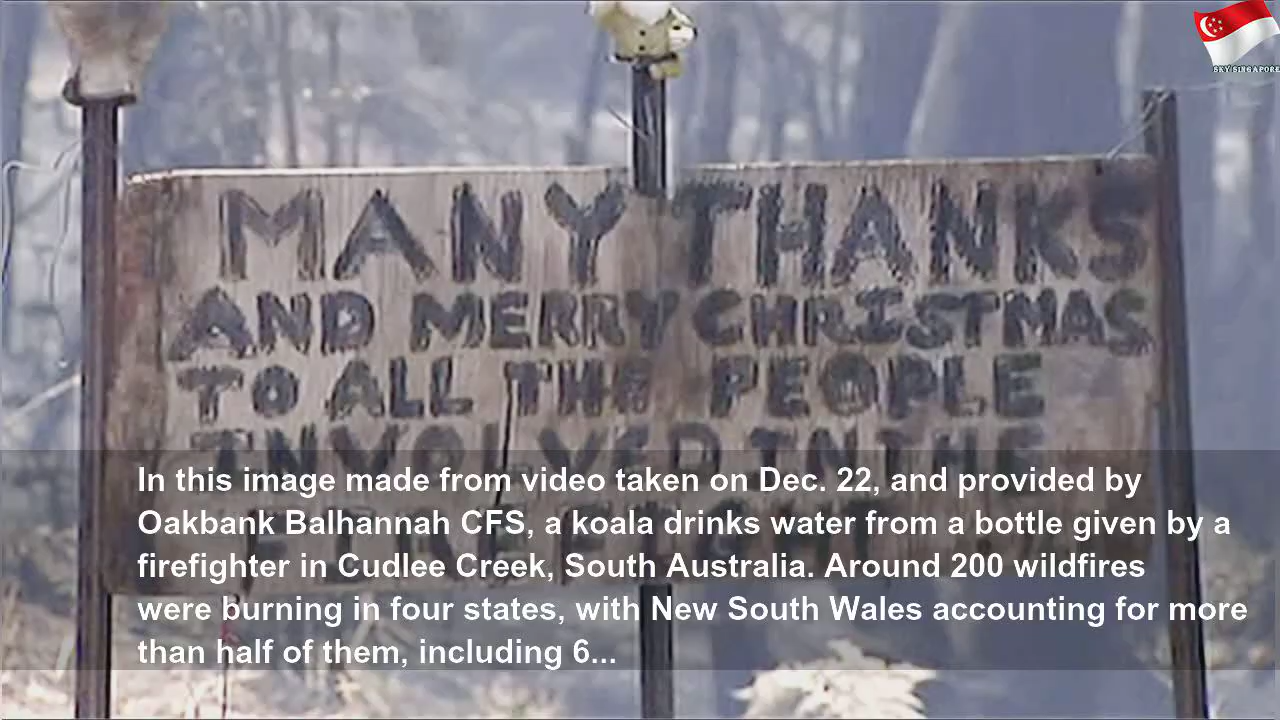 SKY SINGAPORE
MANY THANKS
AND MERRY CHRISTMAS
TO ALL THE PEOPLE
INVOLVED IN THE
In this image made from video taken on Dec. 22, and provided by
Oakbank Balhannah CFS, a koala drinks water from a bottle given by a
firefighter in Cudlee Creek, South Australia. Around 200 wildfires
were burning in four states, with New South Wales accounting for more
than half of them, including 6...